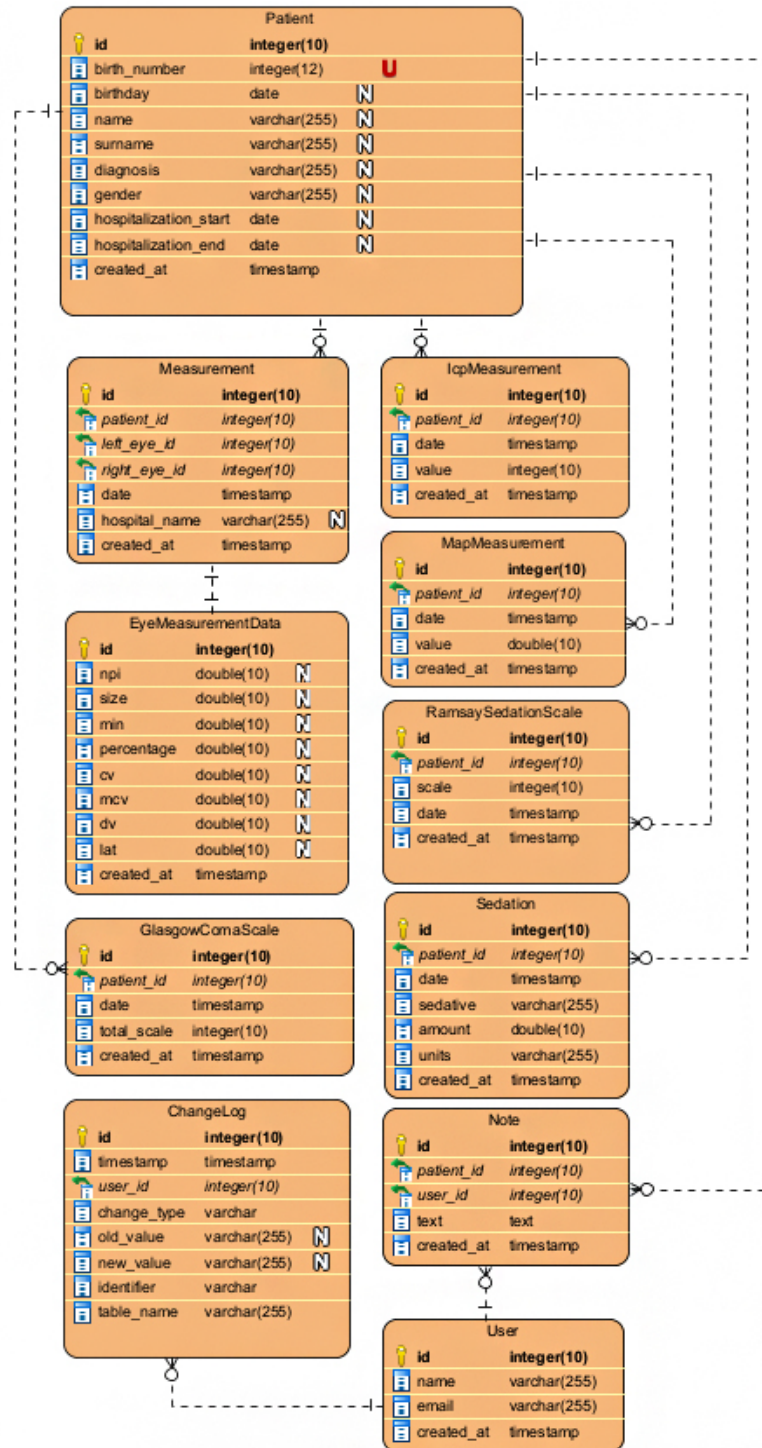 Patient
id integer(10)
birth_number integer(12) U
birthday date N
name varchar(255) N
surname varchar(255) N
diagnosis varchar(255) N
gender varchar(255) N
hospitalization_start date N
hospitalization_end date N
created_at timestamp
Measurement
id integer(10)
patient_id integer(10)
left_eye_id integer(10)
right_eye_id integer(10)
date timestamp
hospital_name varchar(255) N
created_at timestamp
IcpMeasurement
id integer(10)
patient_id integer(10)
date timestamp
value integer(10)
created_at timestamp
MapMeasurement
id integer(10)
patient_id integer(10)
date timestamp
value double(10)
created_at timestamp
EyeMeasurementData
id integer(10)
npi double(10) N
size double(10) N
min double(10) N
percentage double(10) N
cv double(10) N
mcv double(10) N
dv double(10) N
lat double(10) N
created_at timestamp
RamsaySedationScale
id integer(10)
patient_id integer(10)
scale integer(10)
date timestamp
created_at timestamp
GlasgowComaScale
id integer(10)
patient_id integer(10)
date timestamp
total_scale integer(10)
created_at timestamp
Sedation
id integer(10)
patient_id integer(10)
date timestamp
sedative varchar(255)
amount double(10)
units varchar(255)
created_at timestamp
ChangeLog
id integer(10)
timestamp timestamp
user_id integer(10)
change_type varchar
old_value varchar(255) N
new_value varchar(255) N
identifier varchar
table_name varchar(255)
Note
id integer(10)
patient_id integer(10)
user_id integer(10)
text text
created_at timestamp
User
id integer(10)
name varchar(255)
email varchar(255)
created_at timestamp